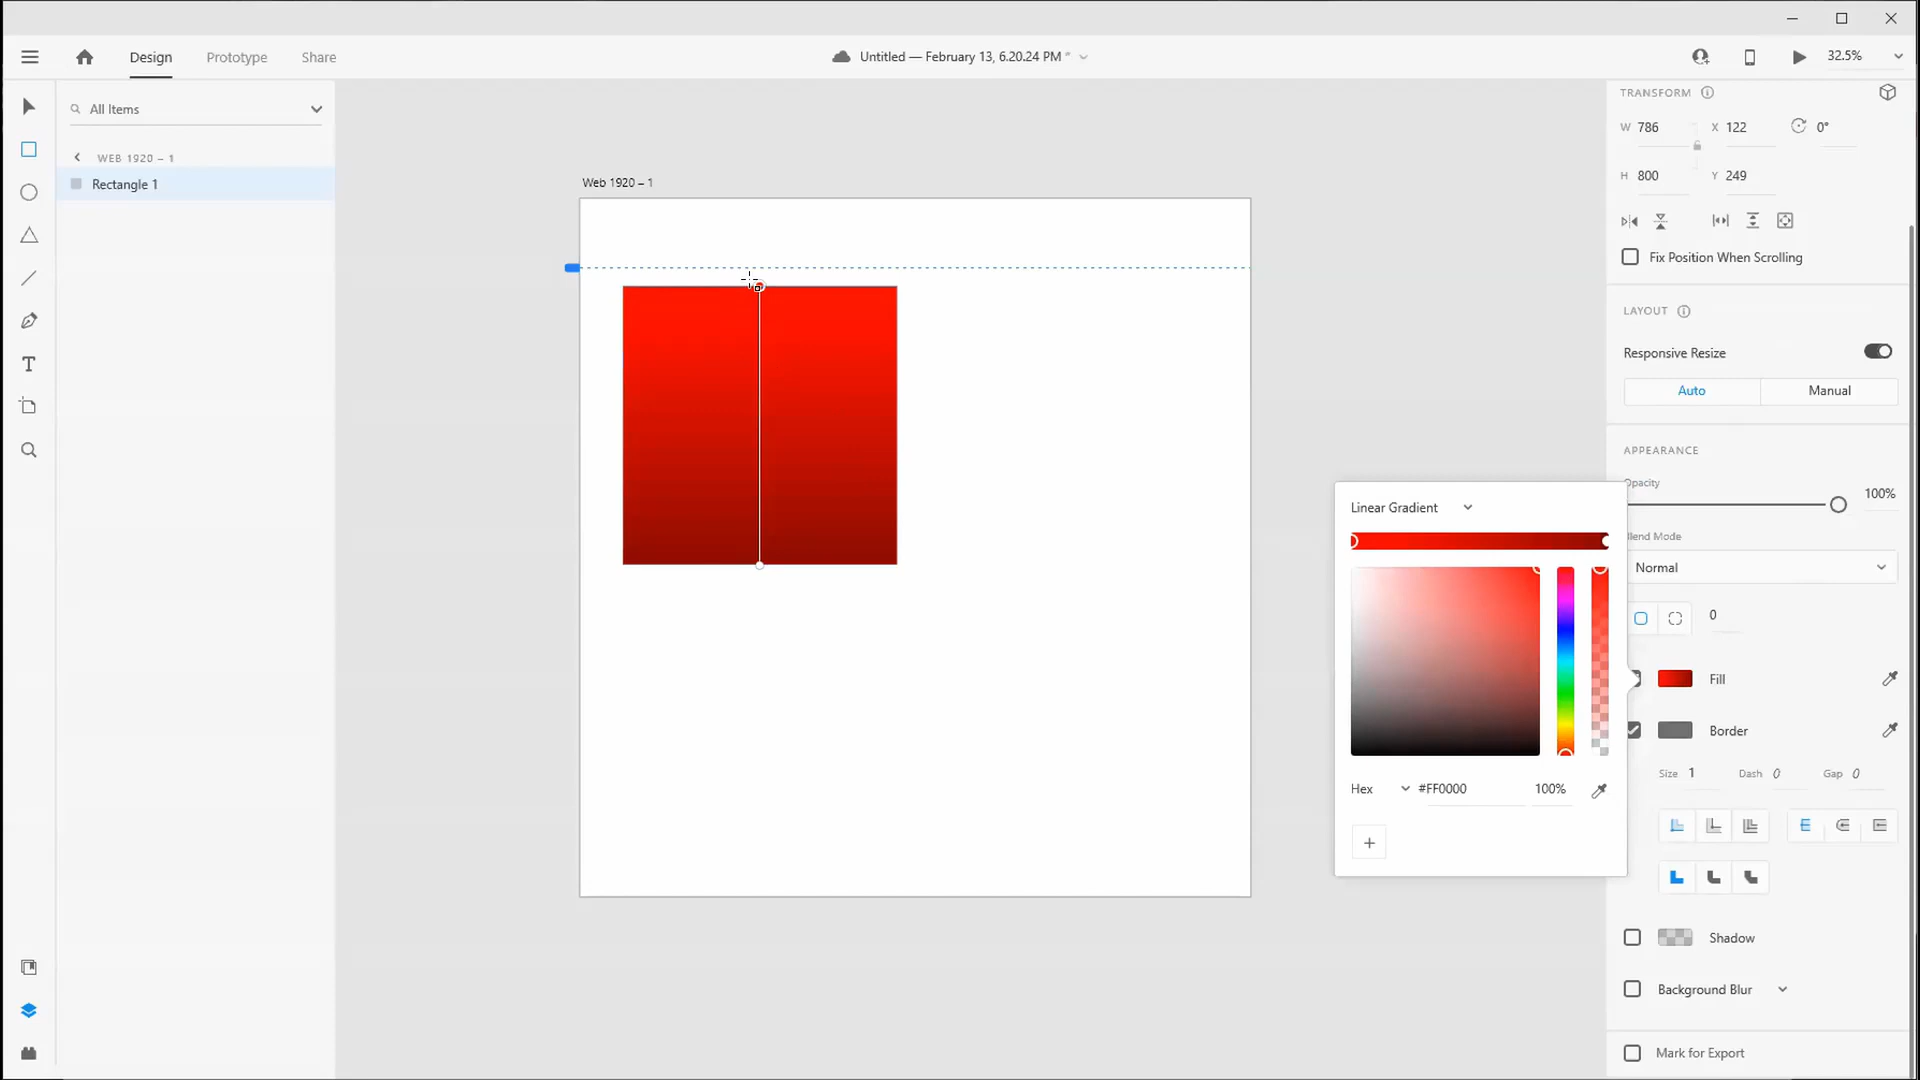 Design
Prototype
Share
Untitled — February 13, 6.20.24 PM *
32.5%
All Items
WEB 1920 – 1
Rectangle 1
Web 1920 – 1
TRANSFORM
W 786
X 122
0°
H 800
Y 249
Fix Position When Scrolling
LAYOUT
Responsive Resize
Auto
Manual
APPEARANCE
Opacity
100%
Blend Mode
Normal
0
Fill
Border
Size 1
Dash 0
Gap 0
Shadow
Background Blur
Mark for Export
Linear Gradient
Hex
#FF0000
100%